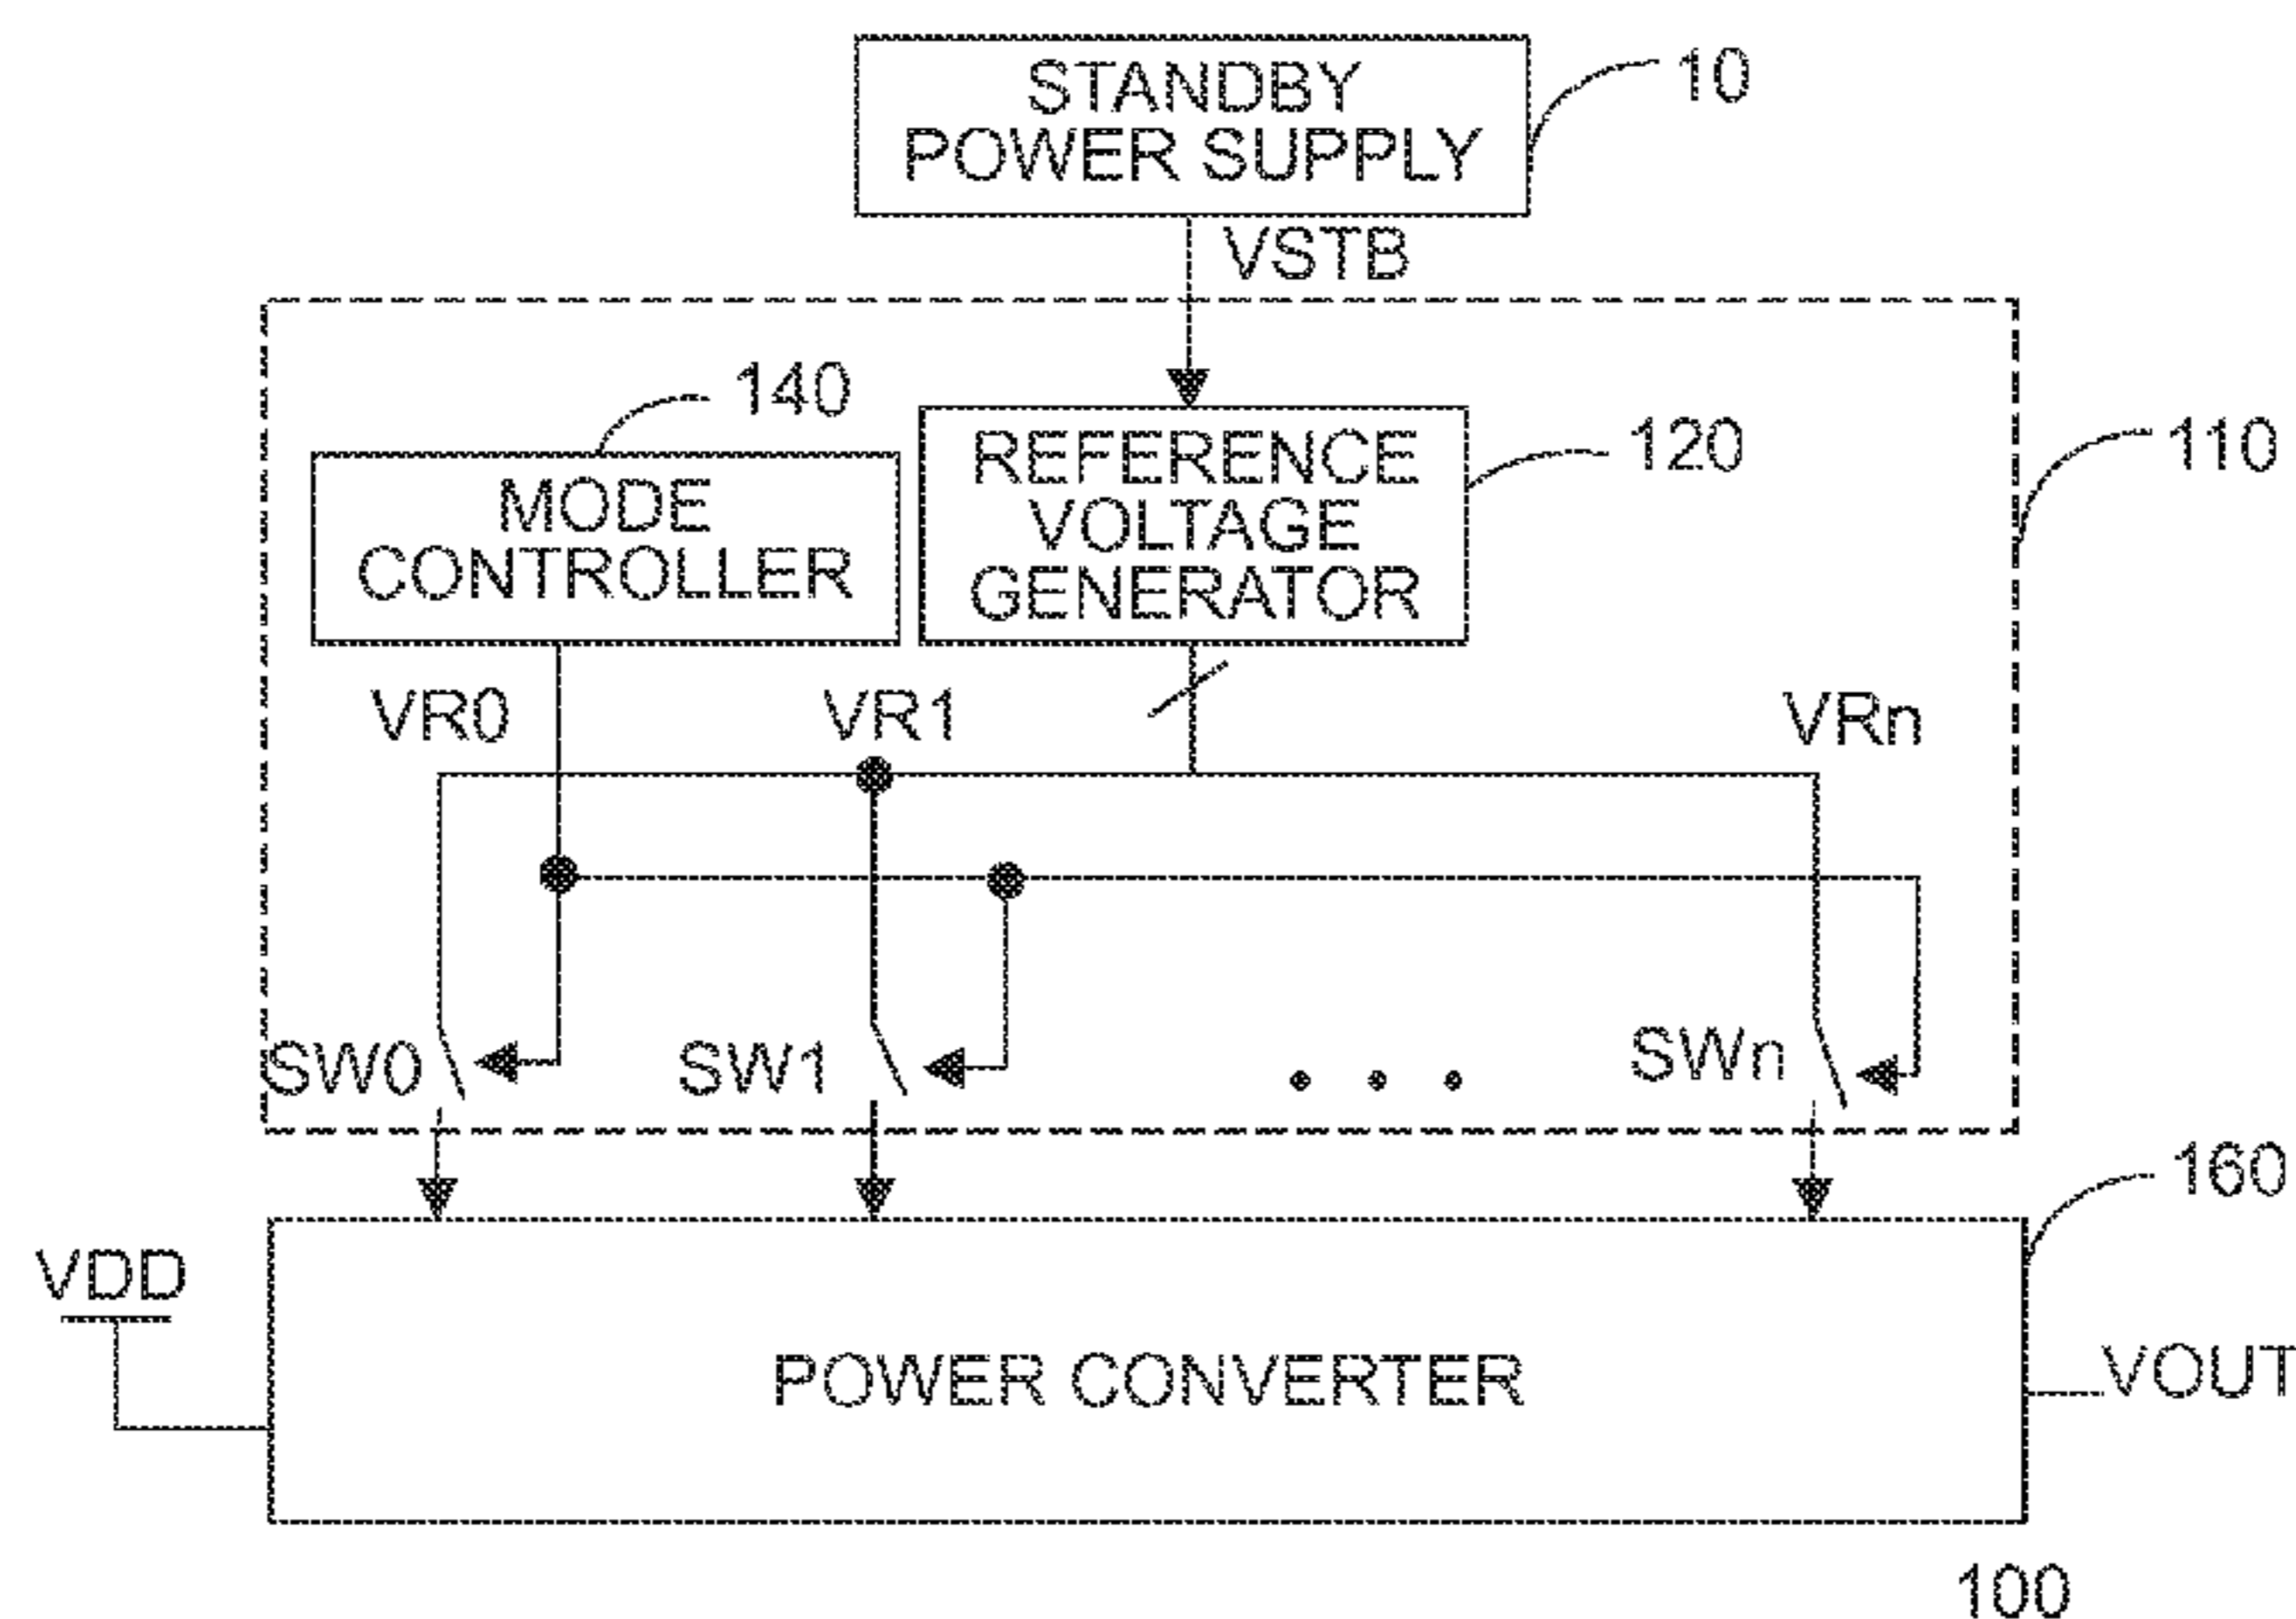 STANDBY
POWER SUPPLY
10
VSTB
140
MODE
CONTROLLER
REFERENCE
VOLTAGE
GENERATOR
120
110
VR0
VR1
VRn
SW0
SW1
• • •
SWn
160
VDD
POWER CONVERTER
VOUT
100